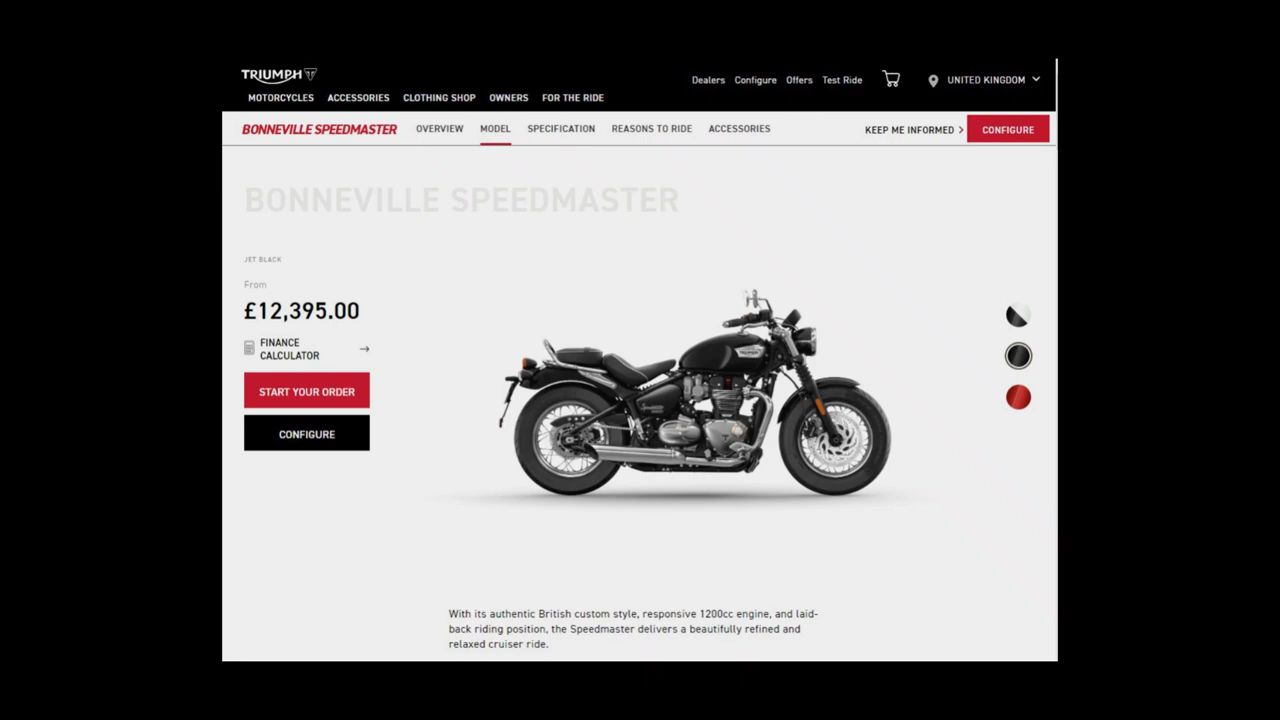 TRIUMPH
Dealers Configure Offers Test Ride UNITED KINGDOM
MOTORCYCLES ACCESSORIES CLOTHING SHOP OWNERS FOR THE RIDE
BONNEVILLE SPEEDMASTER OVERVIEW MODEL SPECIFICATION REASONS TO RIDE ACCESSORIES KEEP ME INFORMED CONFIGURE
BONNEVILLE SPEEDMASTER
JET BLACK
From
£12,395.00
FINANCE
CALCULATOR
START YOUR ORDER
CONFIGURE
TRIUMPH
With its authentic British custom style, responsive 1200cc engine, and laid-
back riding position, the Speedmaster delivers a beautifully refined and
relaxed cruiser ride.